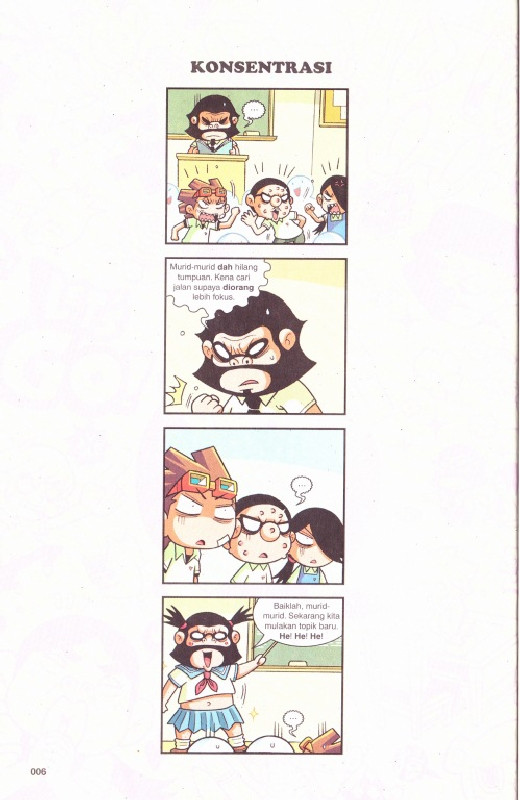 KONSENTRASI
...
Murid-murid dah hilang
tumpuan. Kena cari
jalan supaya diorang
lebih fokus.
...
Baiklah, murid-
murid. Sekarang kita
mulakan topik baru.
He! He! He!
...
006